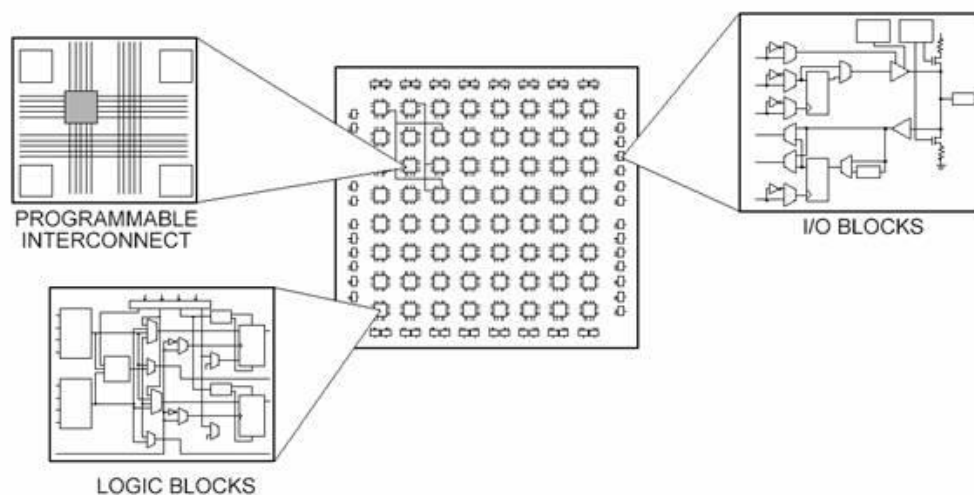 PROGRAMMABLE
INTERCONNECT
I/O BLOCKS
LOGIC BLOCKS